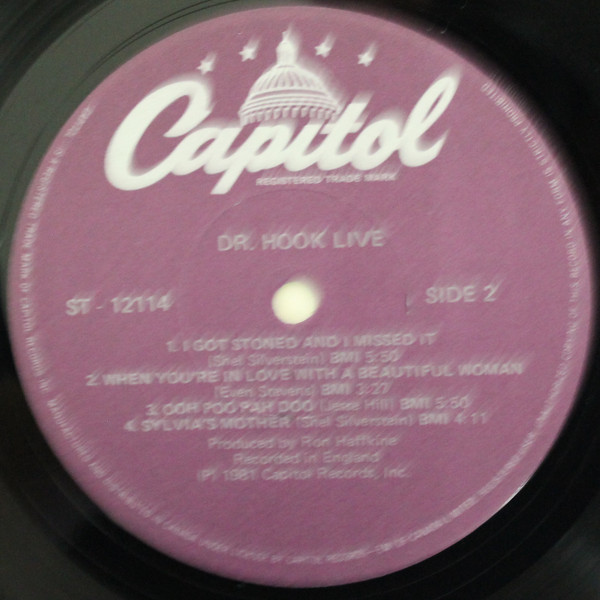 Capitol
REGISTERED TRADE MARK
DR. HOOK LIVE
ST - 12114
SIDE 2
1. I GOT STONED AND I MISSED IT
(Shel Silverstein) BMI 5:50
2. WHEN YOU'RE IN LOVE WITH A BEAUTIFUL WOMAN
(Even Stevens) BMI 3:27
3. OOH POO PAH DOO (Jesse Hill) BMI 5:50
4. SYLVIA'S MOTHER (Shel Silverstein) BMI 4:11
Produced by Ron Haffkine
Recorded in England
(P) 1981 Capitol Records, Inc.